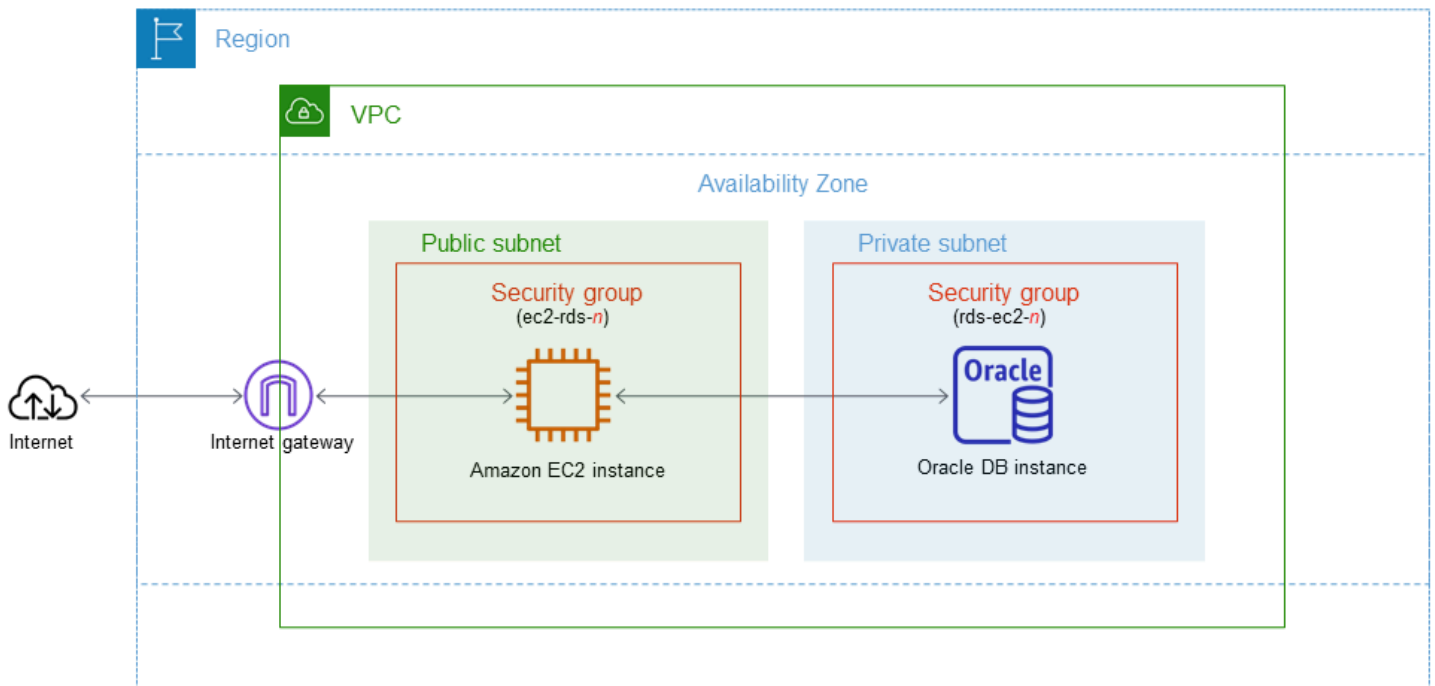 Region
VPC
Availability Zone
Public subnet
Private subnet
Security group
(ec2-rds-n)
Security group
(rds-ec2-n)
Oracle
Internet
Internet gateway
Amazon EC2 instance
Oracle DB instance